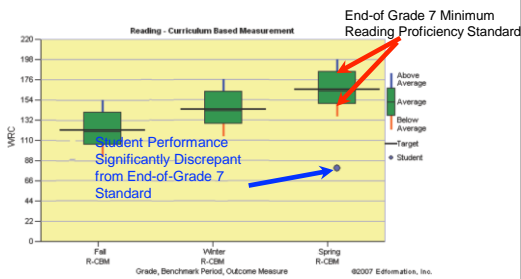 End-of Grade 7 Minimum
Reading Proficiency Standard
Reading - Curriculum Based Measurement
220
198
176
154
132
110
88
66
44
22
0
WRC
Above
Average
Average
Below
Average
Target
Student
Student Performance
Significantly Discrepant
from End-of-Grade 7
Standard
Fall
R-CBM
Winter
R-CBM
Spring
R-CBM
Grade, Benchmark Period, Outcome Measure
©2007 Edformation, Inc.